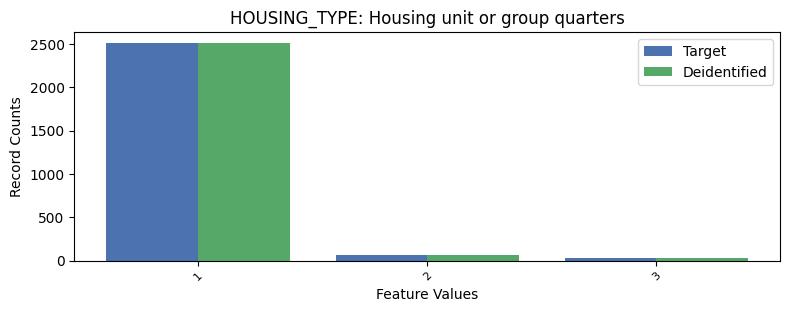 HOUSING_TYPE: Housing unit or group quarters
Target
Deidentified
2500
2000
1500
1000
500
0
Record Counts
1
2
3
Feature Values